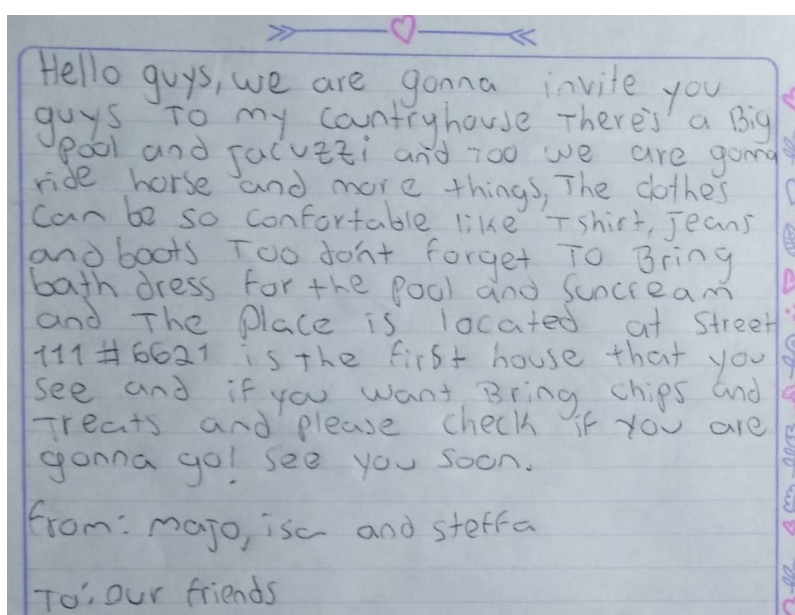 Hello guys, we are gonna invite you
guys To my countryhouse There's a Big
Pool and jacuzzi and Too we are gonna
ride horse and more things, The clothes
can be so confortable like Tshirt, jeans
and boots Too don't forget To Bring
bath dress for the pool and suncream
and The Place is located at Street
111 # 6621 is the first house that you
see and if you want Bring chips and
Treats and please check if you are
gonna go! see you soon.
from: majo, isa and steffa
To: our friends